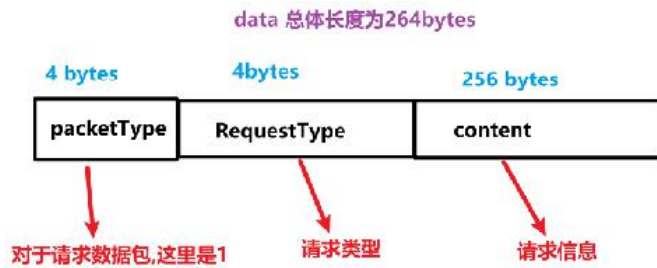 data 总体长度为264bytes
4 bytes 4bytes 256 bytes
packetType RequestType content
对于请求数据包,这里是1 请求类型 请求信息